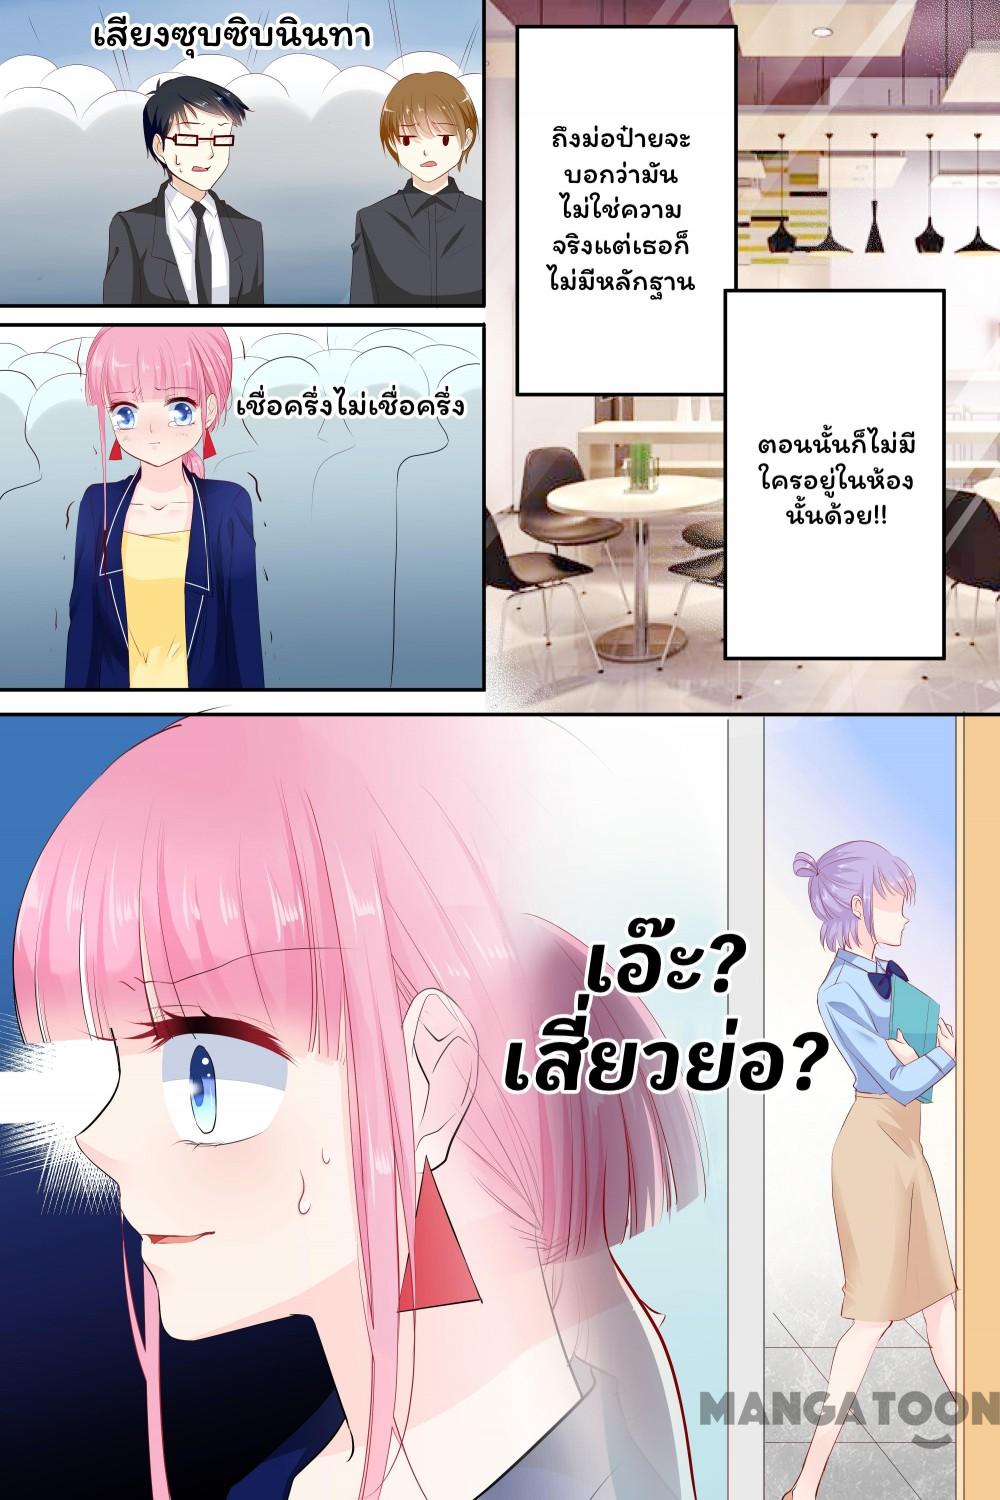 เสียงซุบซิบนินทา
ถึงม่อป๋ายจะ
บอกว่ามัน
ไม่ใช่ความ
จริงแต่เธอก็
ไม่มีหลักฐาน
ตอนนั้นก็ไม่มี
ใครอยู่ในห้อง
นั้นด้วย!!
เชื่อครึ่งไม่เชื่อครึ่ง
เอ๊ะ?
เสี่ยวย่อ?
MANGATOON